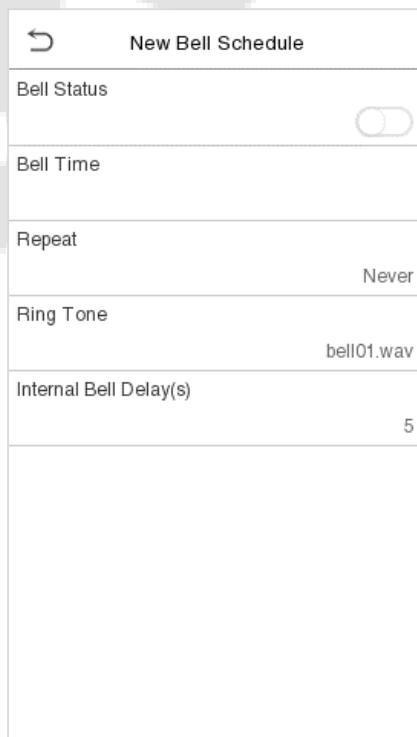 New Bell Schedule
Bell Status
Bell Time
Repeat
Never
Ring Tone
bell01.wav
Internal Bell Delay(s)
5